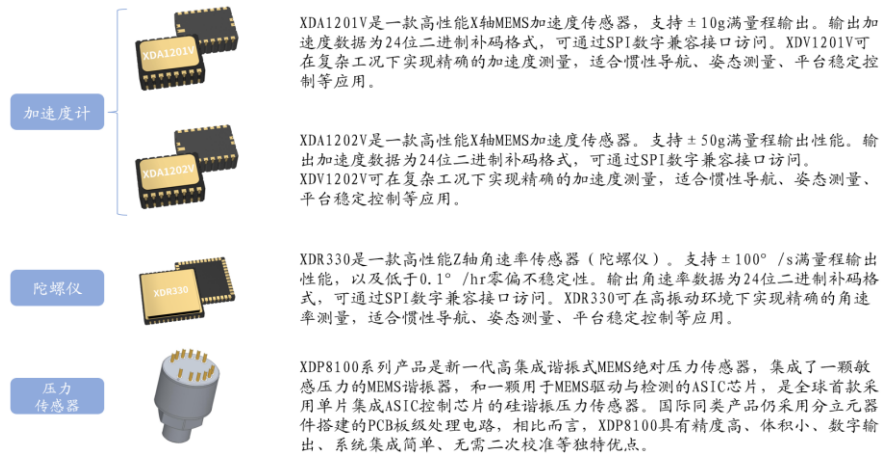 XDA1201V
XDA1201V是一款高性能X轴MEMS加速度传感器，支持±10g满量程输出。输出加
速度数据为24位二进制补码格式，可通过SPI数字兼容接口访问。XDV1201V可
在复杂工况下实现精确的加速度测量，适合惯性导航、姿态测量、平台稳定控
制等应用。
加速度计
XDA1202V
XDA1202V是一款高性能X轴MEMS加速度传感器。支持±50g满量程输出性能。输
出加速度数据为24位二进制补码格式，可通过SPI数字兼容接口访问。
XDV1202V可在复杂工况下实现精确的加速度测量，适合惯性导航、姿态测量、
平台稳定控制等应用。
陀螺仪
XDR330
XDR330是一款高性能Z轴角速率传感器（陀螺仪）。支持±100°/s满量程输出
性能，以及低于0.1°/hr零偏不稳定性。输出角速率数据为24位二进制补码格
式，可通过SPI数字兼容接口访问。XDR330可在高振动环境下实现精确的角速
率测量，适合惯性导航、姿态测量、平台稳定控制等应用。
压力
传感器
XDP8100系列产品是新一代高集成谐振式MEMS绝对压力传感器，集成了一颗敏
感压力的MEMS谐振器，和一颗用于MEMS驱动与检测的ASIC芯片，是全球首款采
用单片集成ASIC控制芯片的硅谐振压力传感器。国际同类产品仍采用分立元器
件搭建的PCB板级处理电路，相比而言，XDP8100具有精度高、体积小、数字输
出、系统集成简单、无需二次校准等独特优点。